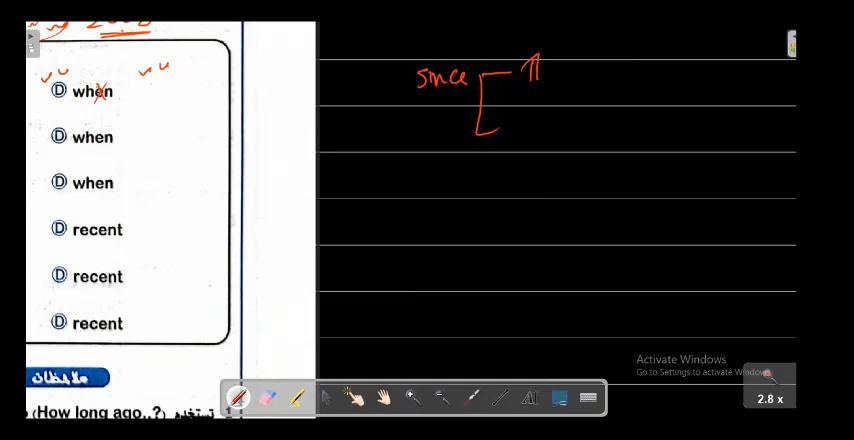 since
Ⓓ when
Ⓓ when
Ⓓ when
Ⓓ recent
Ⓓ recent
Ⓓ recent
ملاحظات
1 تستخدم (How long ago..?)
Activate Windows
Go to Settings to activate Windows.
2.8 x